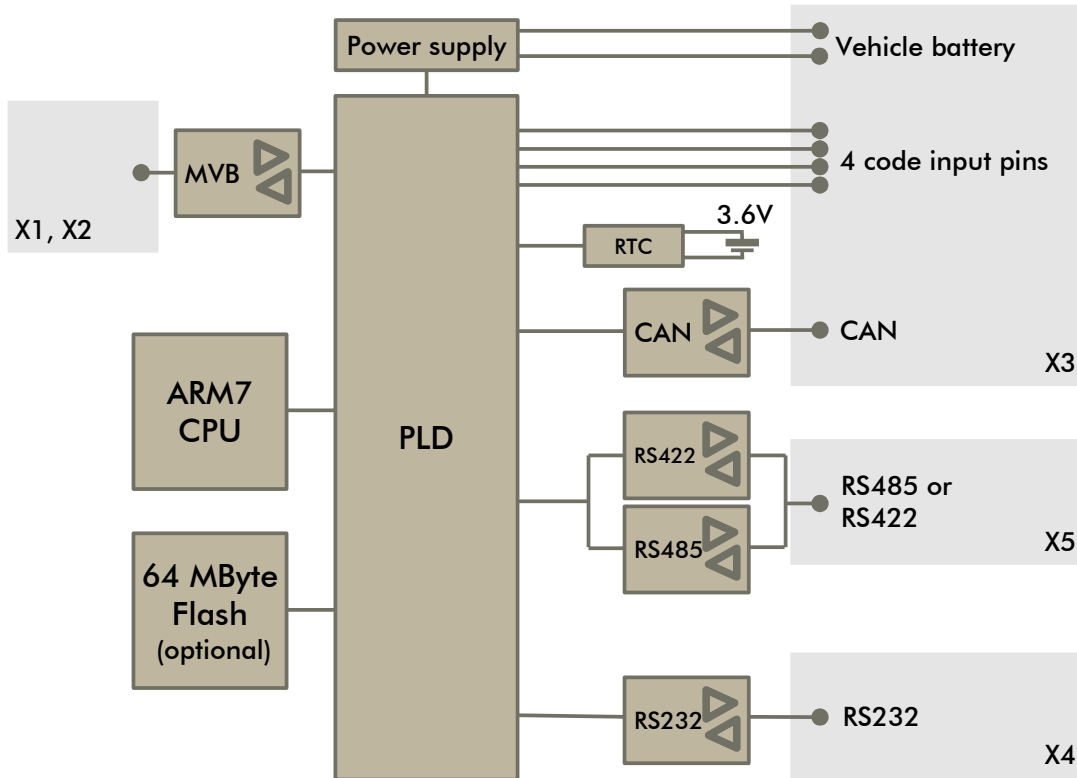 Power supply
Vehicle battery
MVB
X1, X2
4 code input pins
3.6V
RTC
CAN
CAN
X3
ARM7
CPU
PLD
RS422
RS485
RS485 or
RS422
X5
64 MByte
Flash
(optional)
RS232
RS232
X4